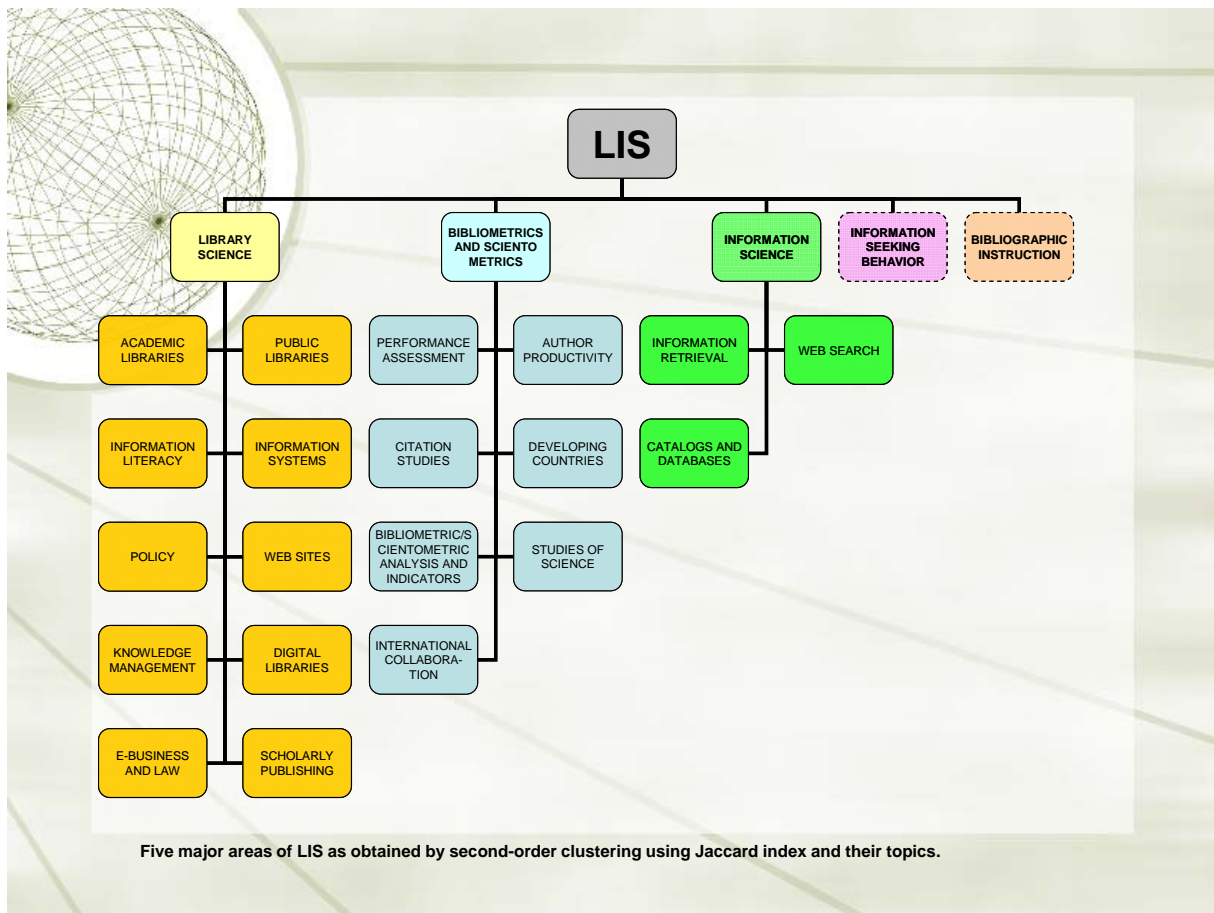 LIS
LIBRARY
SCIENCE
BIBLIOMETRICS
AND SCIENTO
METRICS
INFORMATION
SCIENCE
INFORMATION
SEEKING
BEHAVIOR
BIBLIOGRAPHIC
INSTRUCTION
ACADEMIC
LIBRARIES
PUBLIC
LIBRARIES
PERFORMANCE
ASSESSMENT
AUTHOR
PRODUCTIVITY
INFORMATION
RETRIEVAL
WEB SEARCH
INFORMATION
LITERACY
INFORMATION
SYSTEMS
CITATION
STUDIES
DEVELOPING
COUNTRIES
CATALOGS AND
DATABASES
POLICY
WEB SITES
BIBLIOMETRIC/S
CIENTOMETRIC
ANALYSIS AND
INDICATORS
STUDIES OF
SCIENCE
KNOWLEDGE
MANAGEMENT
DIGITAL
LIBRARIES
INTERNATIONAL
COLLABORA-
TION
E-BUSINESS
AND LAW
SCHOLARLY
PUBLISHING
Five major areas of LIS as obtained by second-order clustering using Jaccard index and their topics.